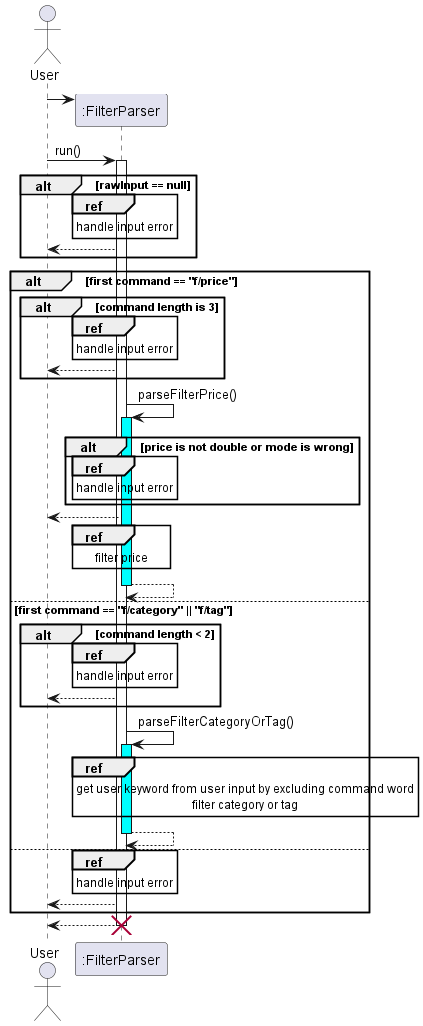 User
:FilterParser
run()
alt [rawInput == null]
ref
handle input error
alt [first command == "f/price"]
alt [command length is 3]
ref
handle input error
parseFilterPrice()
alt [price is not double or mode is wrong]
ref
handle input error
ref
filter price
[first command == "f/category" || "f/tag"]
alt [command length < 2]
ref
handle input error
parseFilterCategoryOrTag()
ref
get user keyword from user input by excluding command word
filter category or tag
ref
handle input error
User
:FilterParser